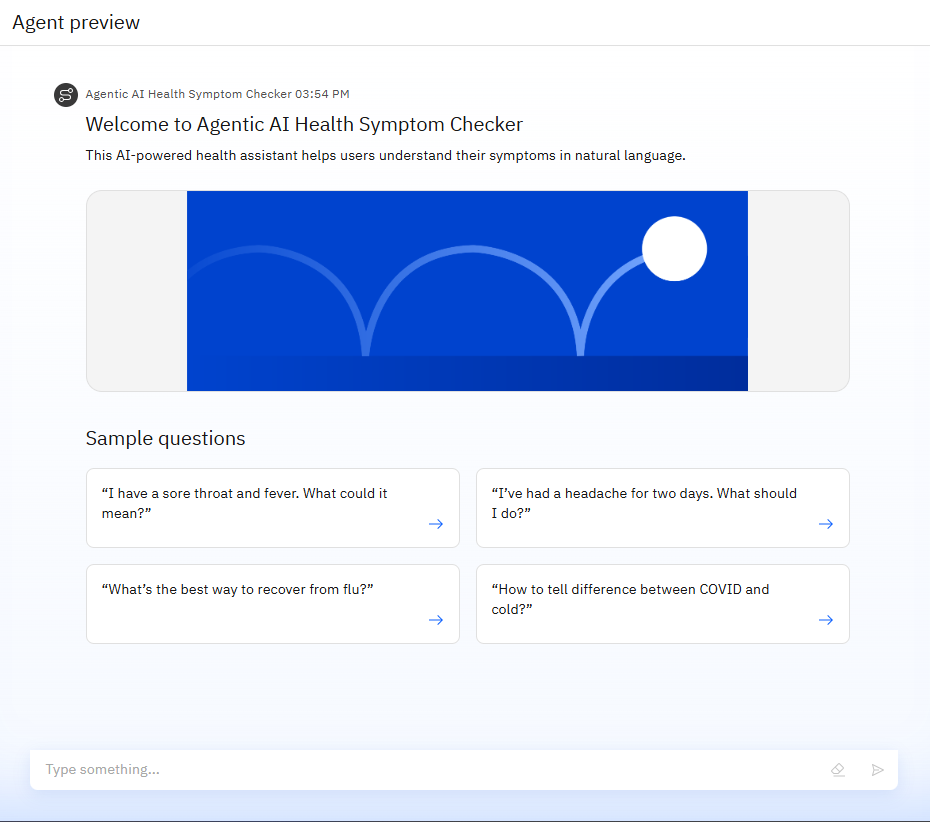 Agent preview
Agentic AI Health Symptom Checker 03:54 PM
Welcome to Agentic AI Health Symptom Checker
This AI-powered health assistant helps users understand their symptoms in natural language.
Sample questions
“I have a sore throat and fever. What could it
mean?”
“I’ve had a headache for two days. What should
I do?”
“What’s the best way to recover from flu?”
“How to tell difference between COVID and
cold?”
Type something...